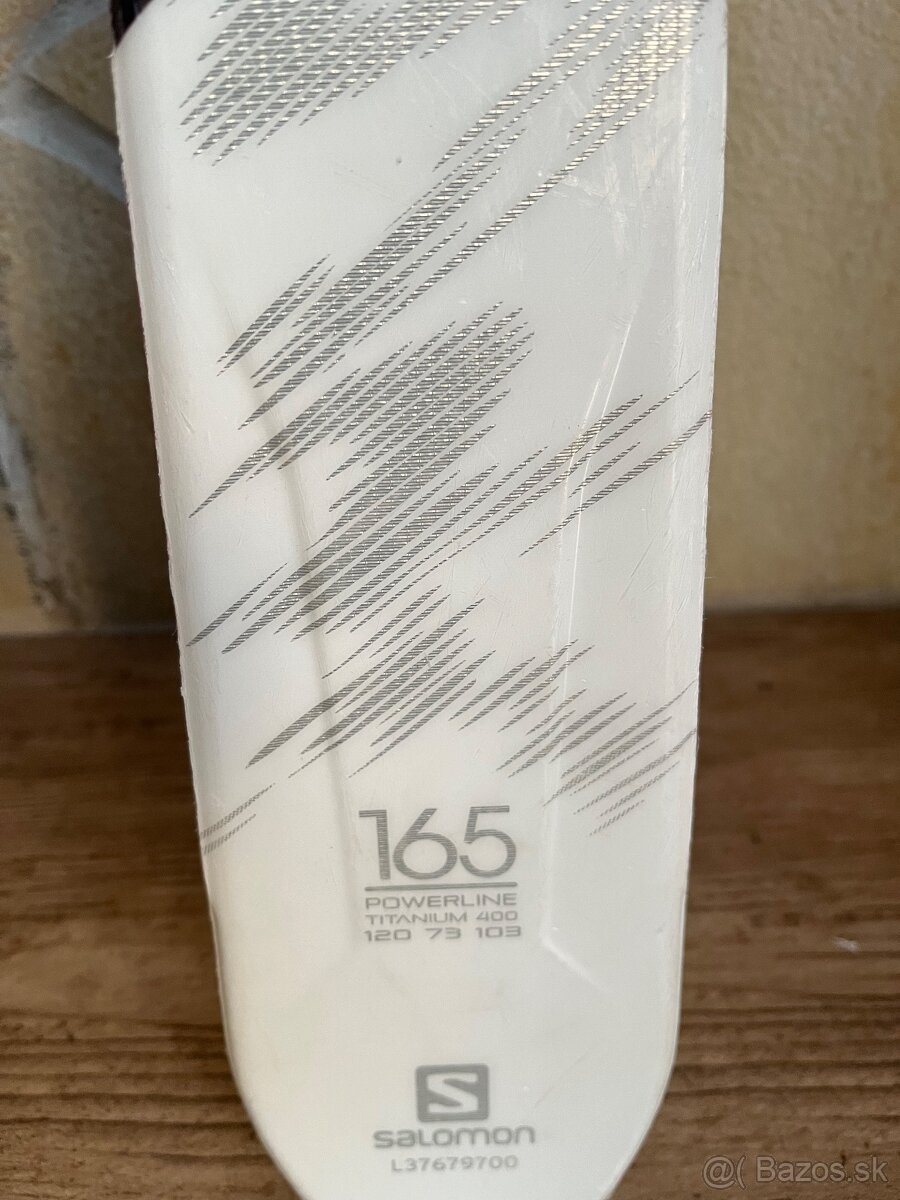 165
POWERLINE
TITANIUM 400
120 73 103
S
salomon
L37679700
@( Bazos.sk